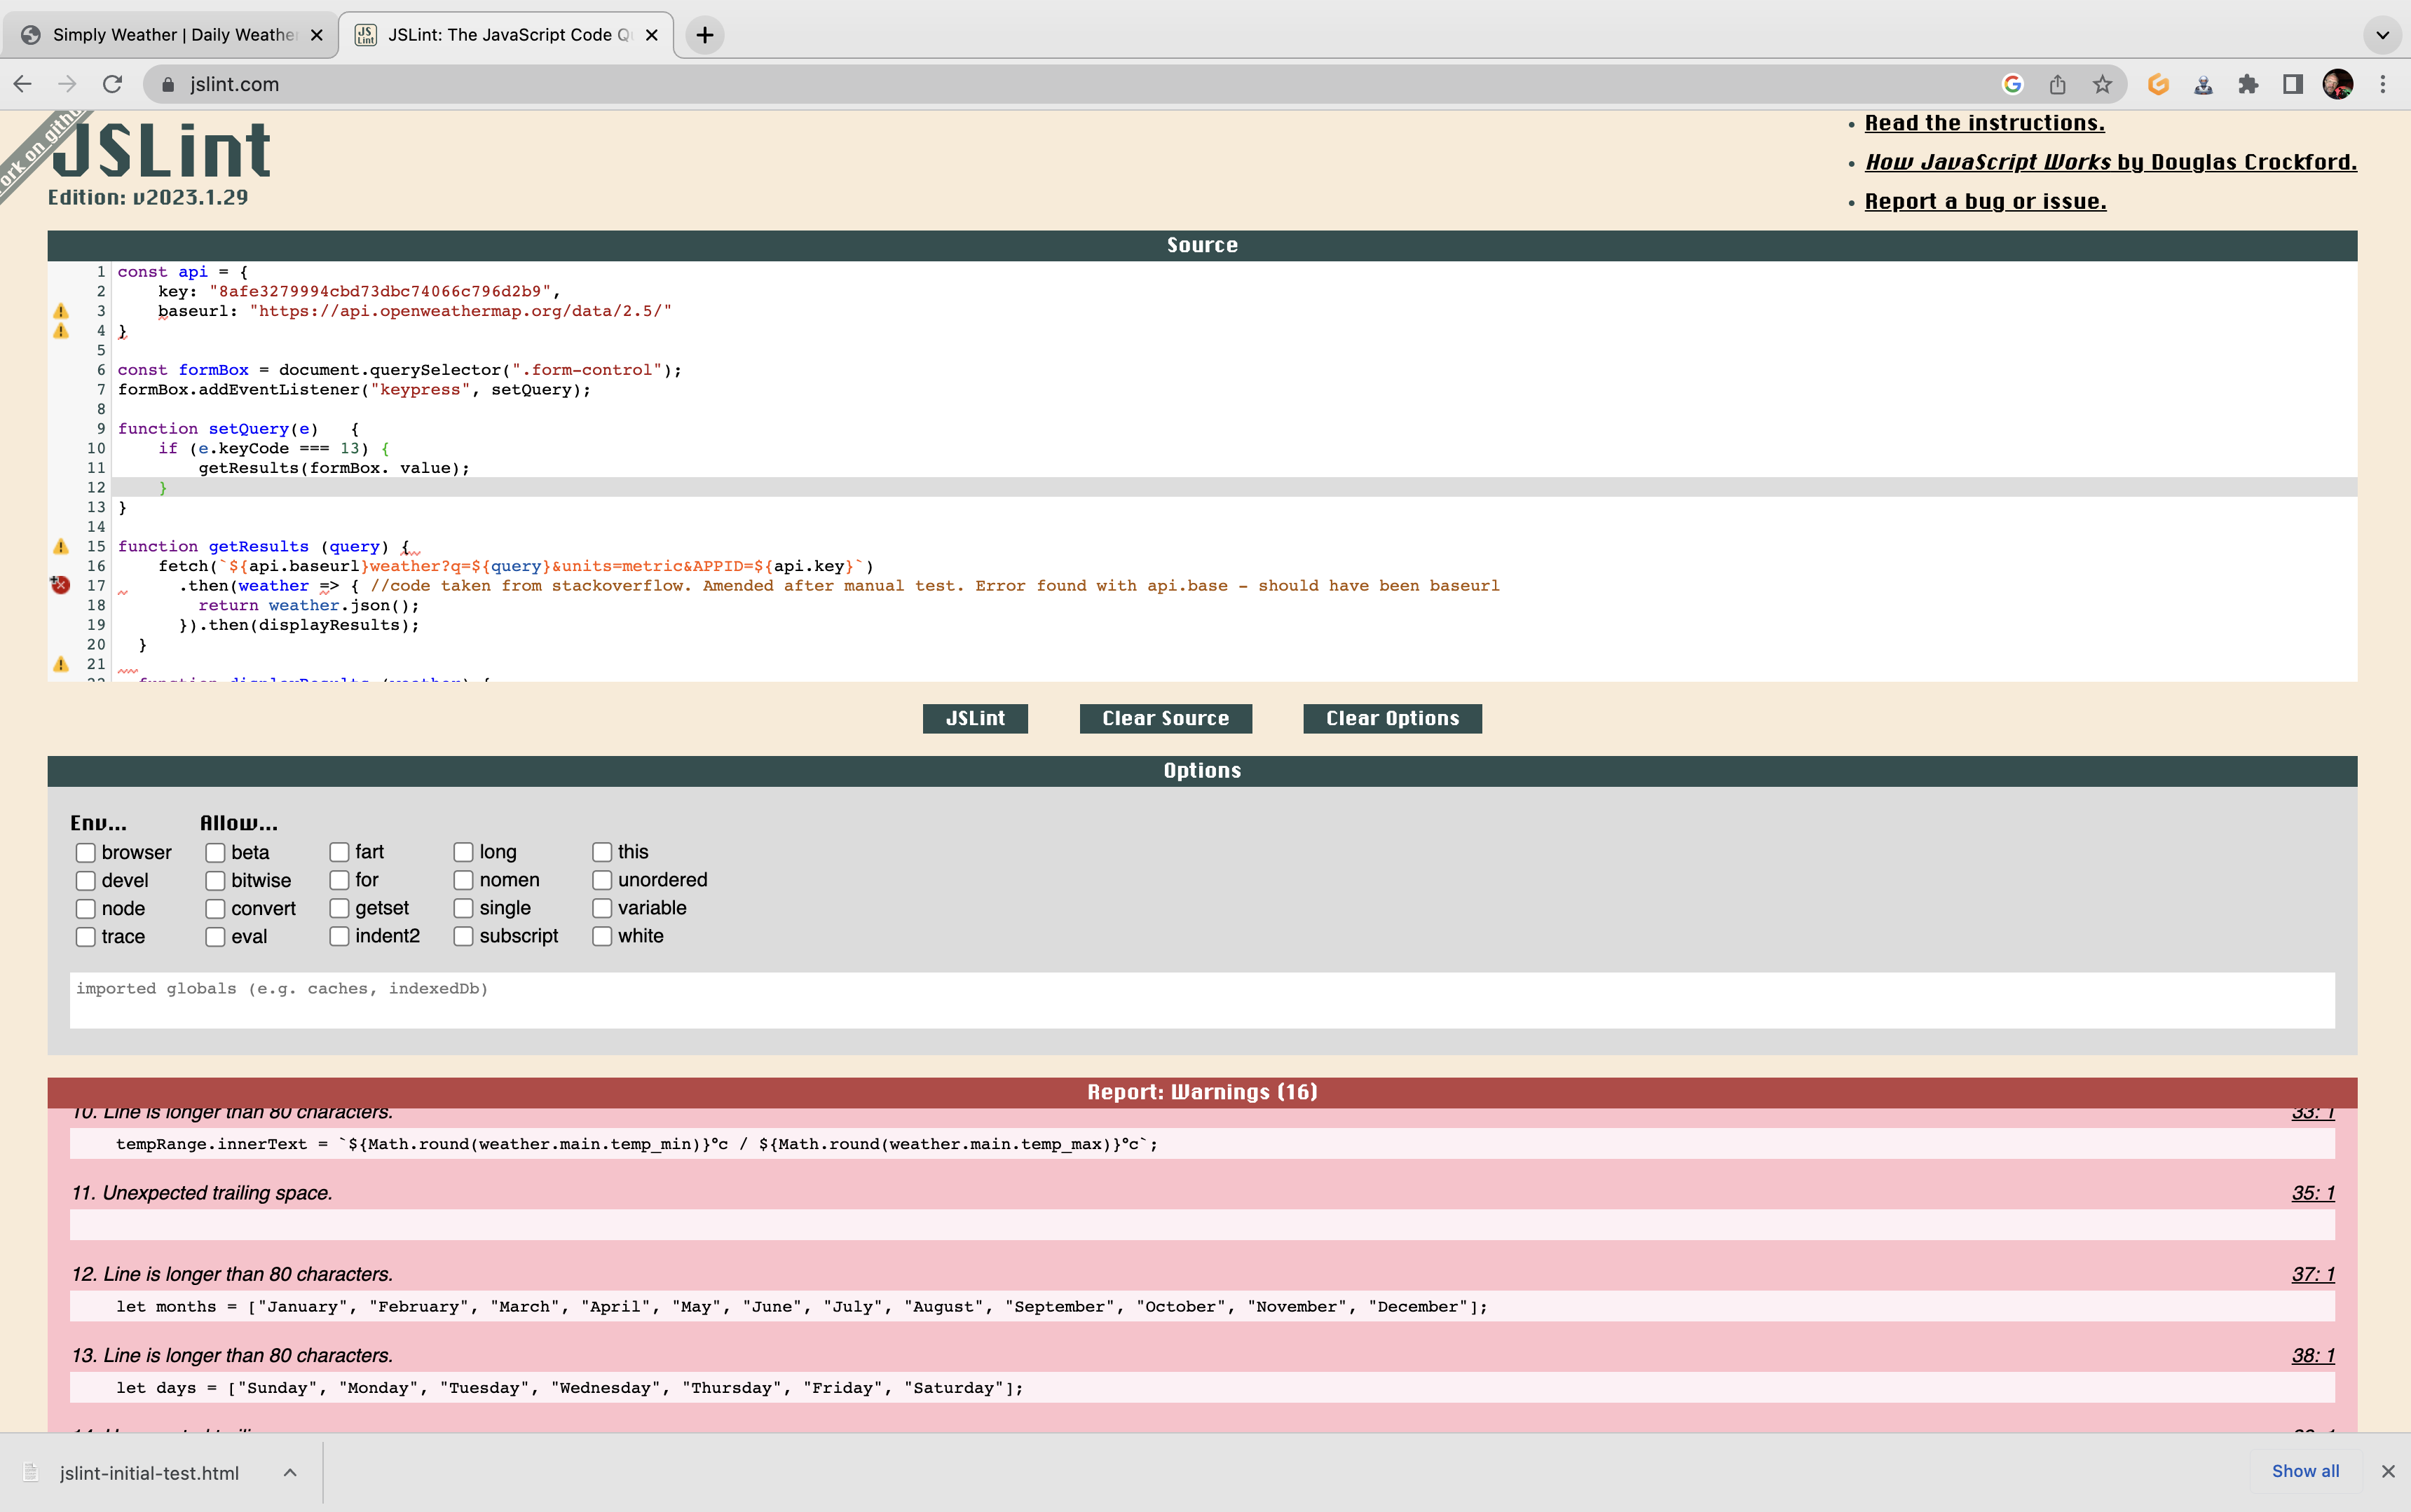 Simply Weather | Daily Weathe
JSLint: The JavaScript Code Q
jslint.com
ork on githu
JSLint
Edition: v2023.1.29
• Read the instructions.
• How JavaScript Works by Douglas Crockford.
• Report a bug or issue.
Source
1 const api = {
2     key: "8afe3279994cbd73dbc74066c796d2b9",
3     baseurl: "https://api.openweathermap.org/data/2.5/"
4 }
5
6 const formBox = document.querySelector(".form-control");
7 formBox.addEventListener("keypress", setQuery);
8
9 function setQuery(e)   {
10     if (e.keyCode === 13) {
11         getResults(formBox. value);
12     }
13 }
14
15 function getResults (query) {
16     fetch(`${api.baseurl}weather?q=${query}&units=metric&APPID=${api.key}`)
17       .then(weather => { //code taken from stackoverflow. Amended after manual test. Error found with api.base - should have been baseurl
18         return weather.json();
19       }).then(displayResults);
20   }
21
22   function displayResults (weather) {
JSLint Clear Source Clear Options
Options
Env... Allow...
browser beta fart long this
devel bitwise for nomen unordered
node convert getset single variable
trace eval indent2 subscript white
imported globals (e.g. caches, indexedDb)
Report: Warnings (16)
10. Line is longer than 80 characters. 33: 1
tempRange.innerText = `${Math.round(weather.main.temp_min)}°c / ${Math.round(weather.main.temp_max)}°c`;
11. Unexpected trailing space. 35: 1
12. Line is longer than 80 characters. 37: 1
let months = ["January", "February", "March", "April", "May", "June", "July", "August", "September", "October", "November", "December"];
13. Line is longer than 80 characters. 38: 1
let days = ["Sunday", "Monday", "Tuesday", "Wednesday", "Thursday", "Friday", "Saturday"];
jslint-initial-test.html
Show all